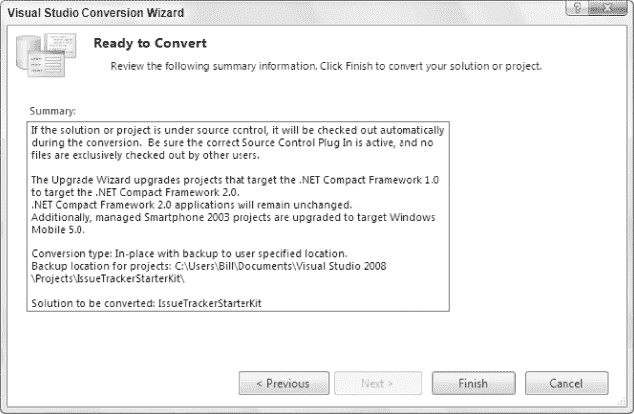 Visual Studio Conversion Wizard
Ready to Convert
Review the following summary information. Click Finish to convert your solution or project.
Summary:
If the solution or project is under source control, it will be checked out automatically
during the conversion. Be sure the correct Source Control Plug In is active, and no
files are exclusively checked out by other users.
The Upgrade Wizard upgrades projects that target the .NET Compact Framework 1.0
to target the .NET Compact Framework 2.0.
.NET Compact Framework 2.0 applications will remain unchanged.
Additionally, managed Smartphone 2003 projects are upgraded to target Windows
Mobile 5.0.
Conversion type: In-place with backup to user specified location.
Backup location for projects: C:\Users\Bill\Documents\Visual Studio 2008
\Projects\IssueTrackerStarterKit\
Solution to be converted: IssueTrackerStarterKit
< Previous
Next >
Finish
Cancel